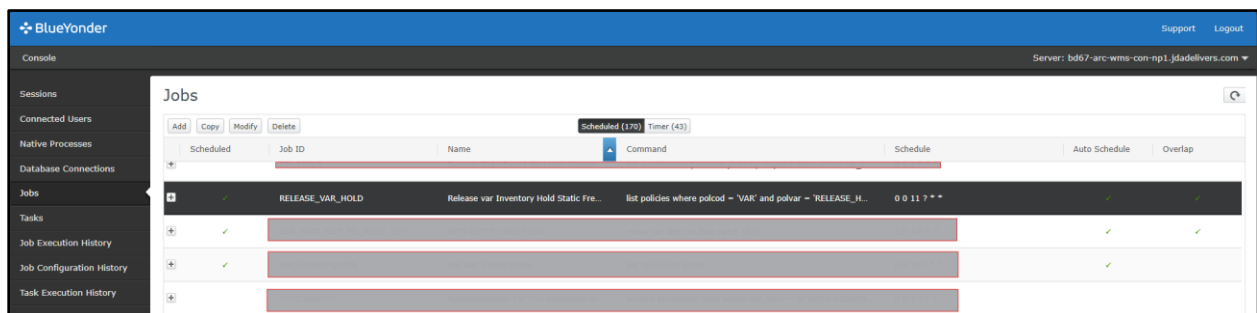 BlueYonder
Support Logout
Console
Server: bd67-arc-wms-con-np1.jdadelivers.com
Sessions
Connected Users
Native Processes
Database Connections
Jobs
Tasks
Job Execution History
Job Configuration History
Task Execution History
Jobs
Add Copy Modify Delete
Scheduled (170) Timer (43)
Scheduled Job ID Name Command Schedule Auto Schedule Overlap
RELEASE_VAR_HOLD Release var Inventory Hold Static Fre... list policies where polcod = 'VAR' and polvar = 'RELEASE_H... 0 0 11 ? * *